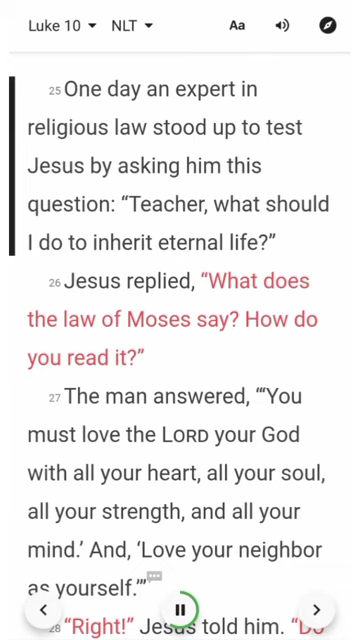 Luke 10 NLT Aa
25 One day an expert in
religious law stood up to test
Jesus by asking him this
question: “Teacher, what should
I do to inherit eternal life?”
26 Jesus replied, “What does
the law of Moses say? How do
you read it?”
27 The man answered, “‘You
must love the LORD your God
with all your heart, all your soul,
all your strength, and all your
mind.’ And, ‘Love your neighbor
as yourself.’”
28 “Right!” Jesus told him. “Do